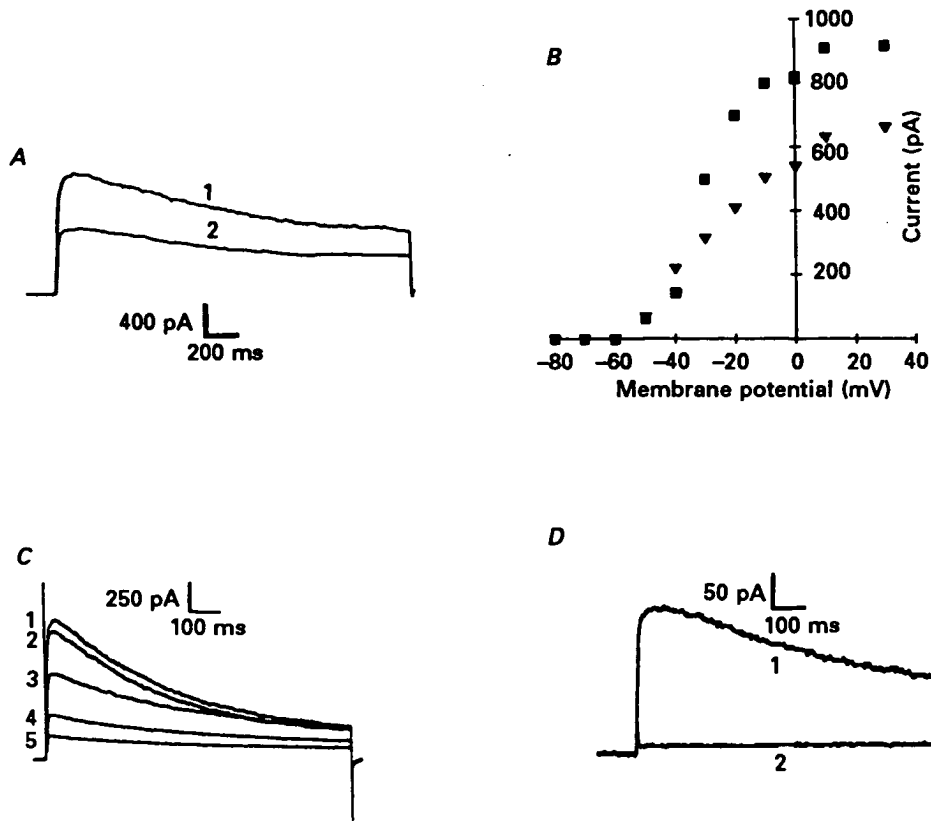 A
1
2
400 pA
200 ms
B
1000
800
600
400
200
Current (pA)
-80 -60 -40 -20 0 20 40
Membrane potential (mV)
C
250 pA
100 ms
1
2
3
4
5
D
50 pA
100 ms
1
2